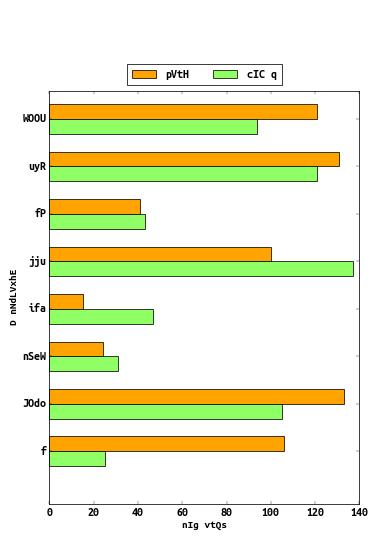 pVtH cIC q
WOOU
uyR
fP
jju
ifa
nSeW
JOdo
f
D nNdLVxhE
0 20 40 60 80 100 120 140
nIg vtQs